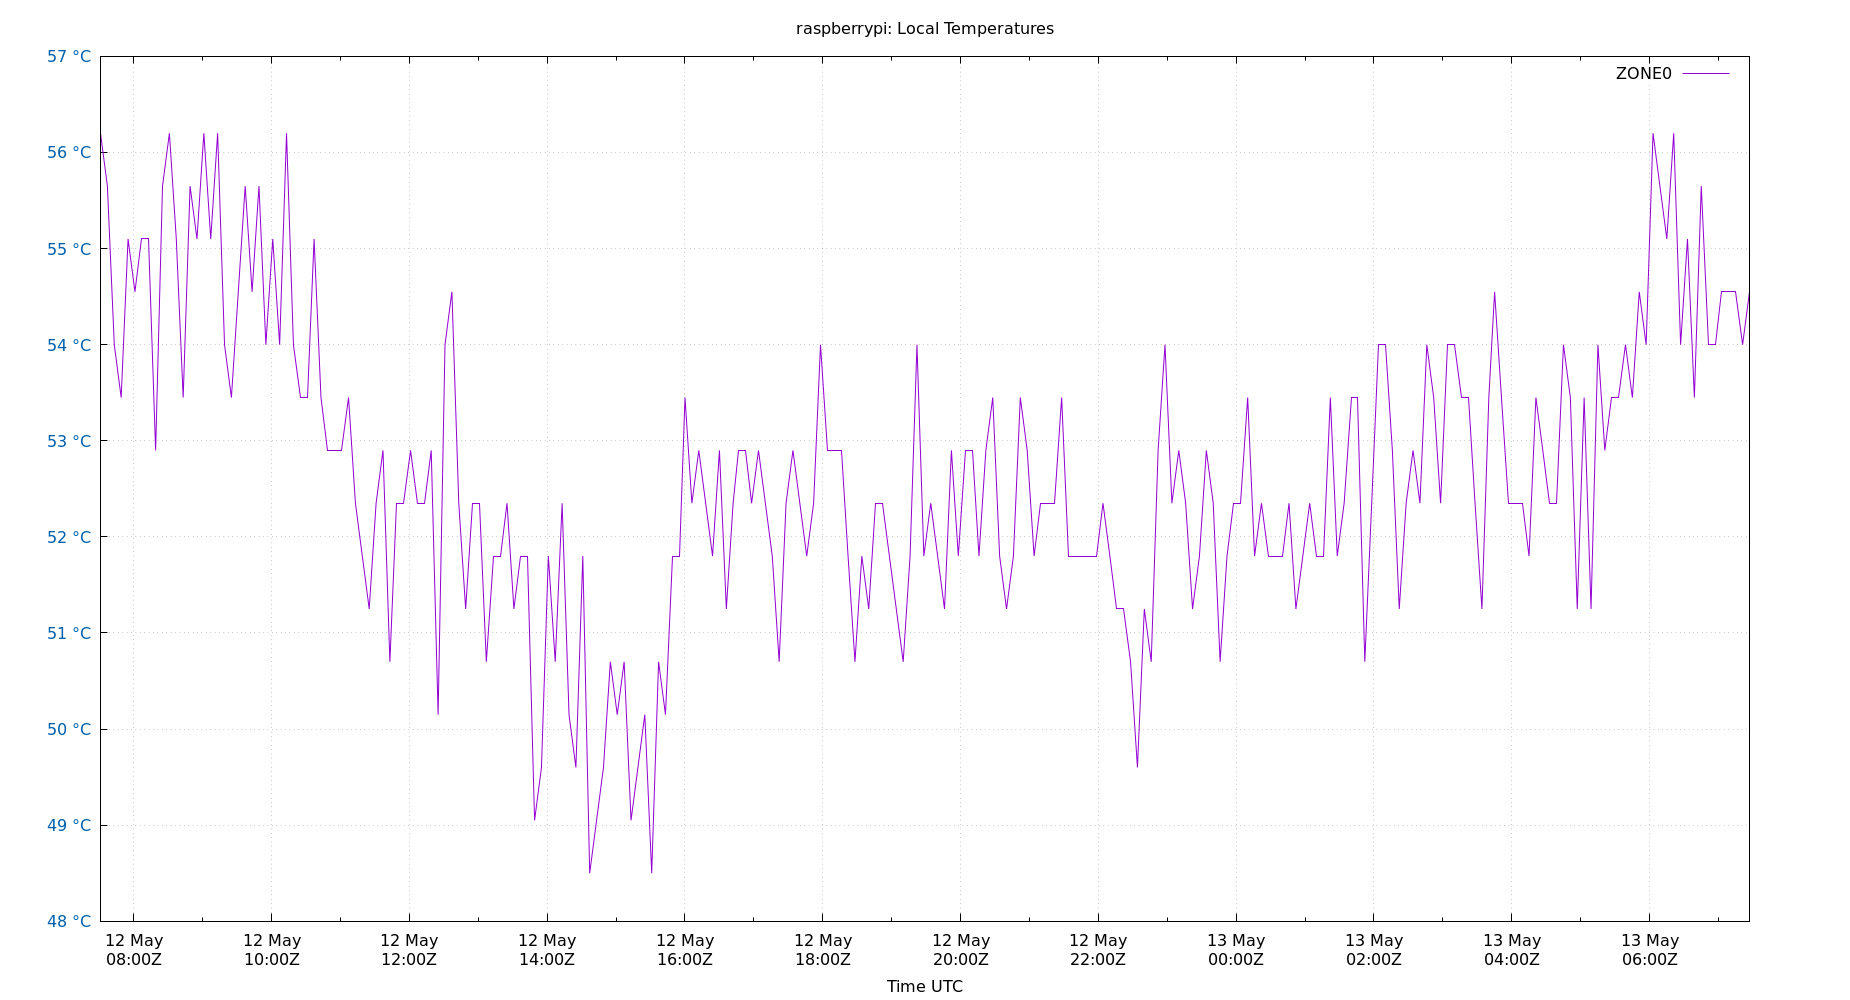 raspberrypi: Local Temperatures
57 °C
ZONE0
56 °C
55 °C
54 °C
53 °C
52 °C
51 °C
50 °C
49 °C
48 °C
12 May 12 May 12 May 12 May 12 May 12 May 12 May 12 May 13 May 13 May 13 May 13 May
08:00Z 10:00Z 12:00Z 14:00Z 16:00Z 18:00Z 20:00Z 22:00Z 00:00Z 02:00Z 04:00Z 06:00Z
Time UTC